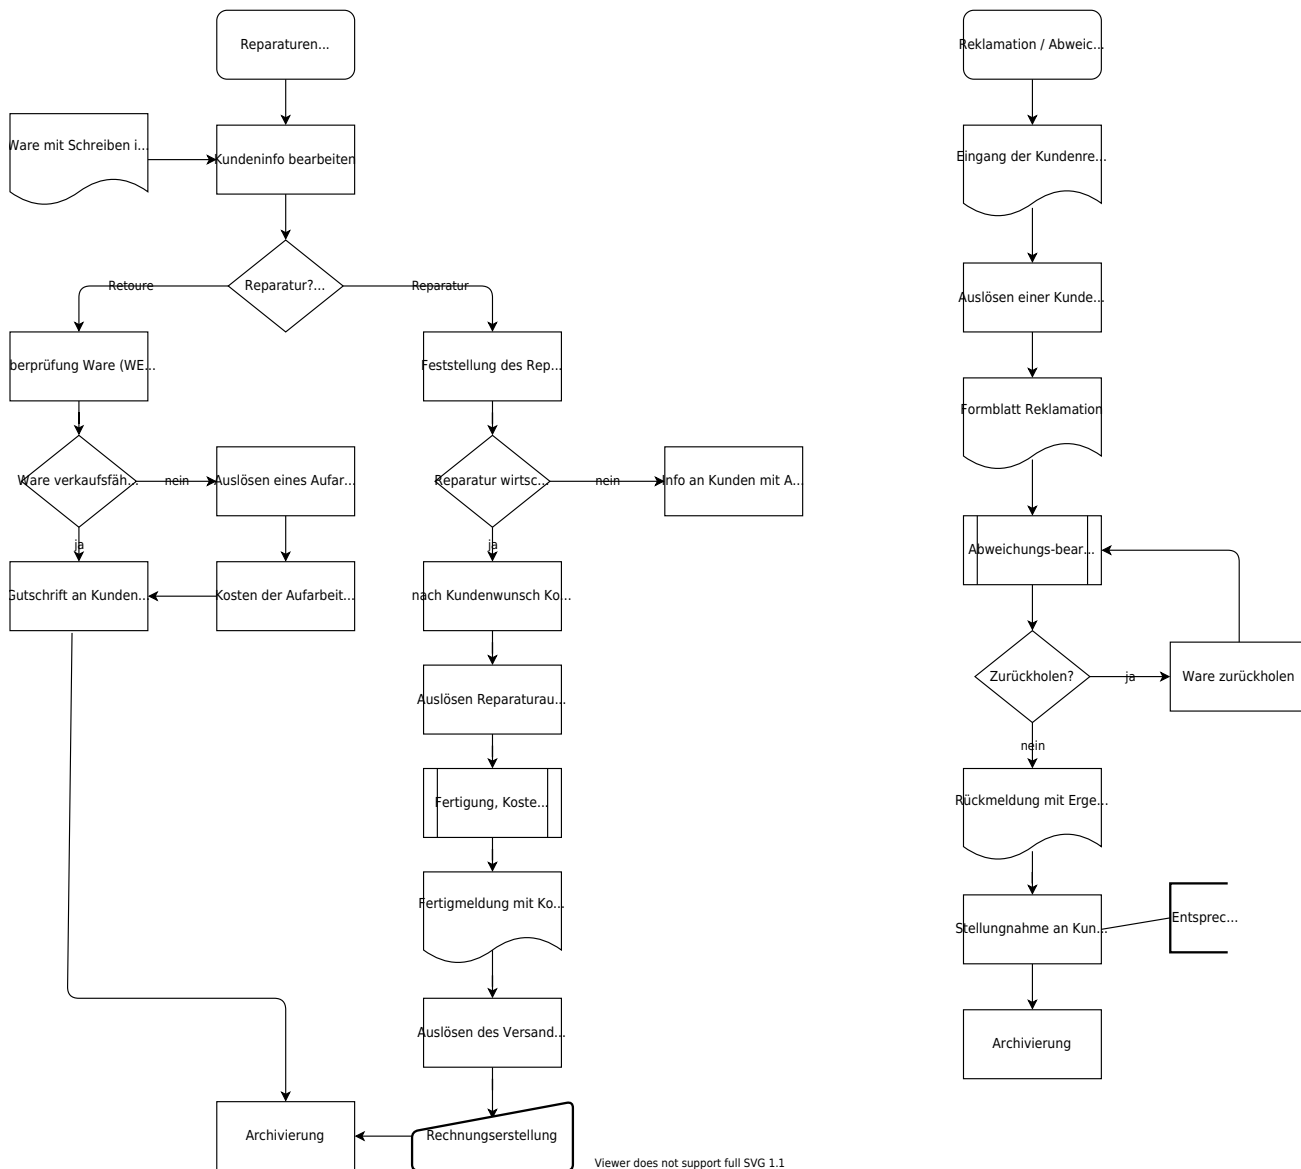 Reparaturen...
Ware mit Schreiben i...
Kundeninfo bearbeiten
Reparatur?...
Retoure
Reparatur
berprüfung Ware (WE...
Feststellung des Rep...
Ware verkaufsfäh...
nein
Auslösen eines Aufar...
Reparatur wirtsc...
nein
Info an Kunden mit A...
ja
ja
Gutschrift an Kunden...
Kosten der Aufarbeit...
nach Kundenwunsch Ko...
Auslösen Reparaturau...
Fertigung, Koste...
Fertigmeldung mit Ko...
Auslösen des Versand...
Archivierung
Rechnungserstellung
Reklamation / Abweic...
Eingang der Kundenre...
Auslösen einer Kunde...
Formblatt Reklamation
Abweichungs-bear...
Zurückholen?
ja
Ware zurückholen
nein
Rückmeldung mit Erge...
Stellungnahme an Kun...
Entsprec...
Archivierung
Viewer does not support full SVG 1.1